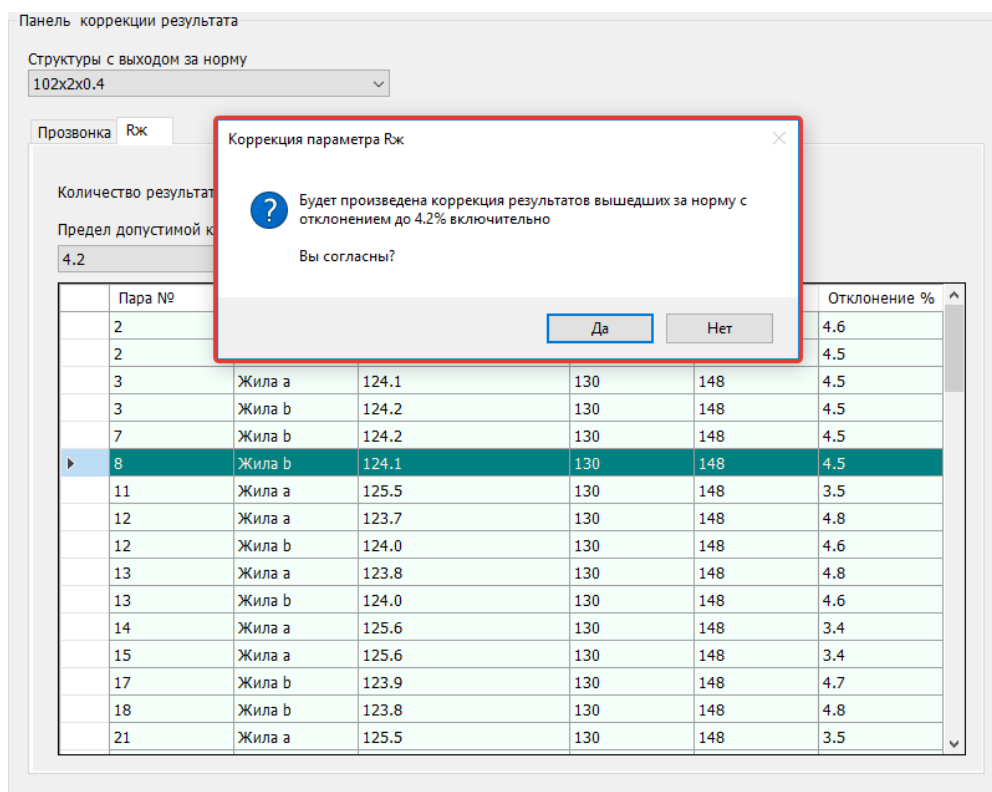 Панель коррекции результата
Структуры с выходом за норму
102x2x0.4
Прозвонка Rж
Коррекция параметра Rж
Количество
Будет произведена коррекция результатов вышедших за норму с
отклонением до 4.2% включительно
Предел допустимой
Вы согласны?
4.2
Да Нет
Пара № Отклонение %
2 4.6
2 4.5
3 Жила a 124.1 130 148 4.5
3 Жила b 124.2 130 148 4.5
7 Жила b 124.2 130 148 4.5
8 Жила b 124.1 130 148 4.5
11 Жила a 125.5 130 148 3.5
12 Жила a 123.7 130 148 4.8
12 Жила b 124.0 130 148 4.6
13 Жила a 123.8 130 148 4.8
13 Жила b 124.0 130 148 4.6
14 Жила a 125.6 130 148 3.4
15 Жила a 125.6 130 148 3.4
17 Жила b 123.9 130 148 4.7
18 Жила b 123.8 130 148 4.8
21 Жила a 125.5 130 148 3.5